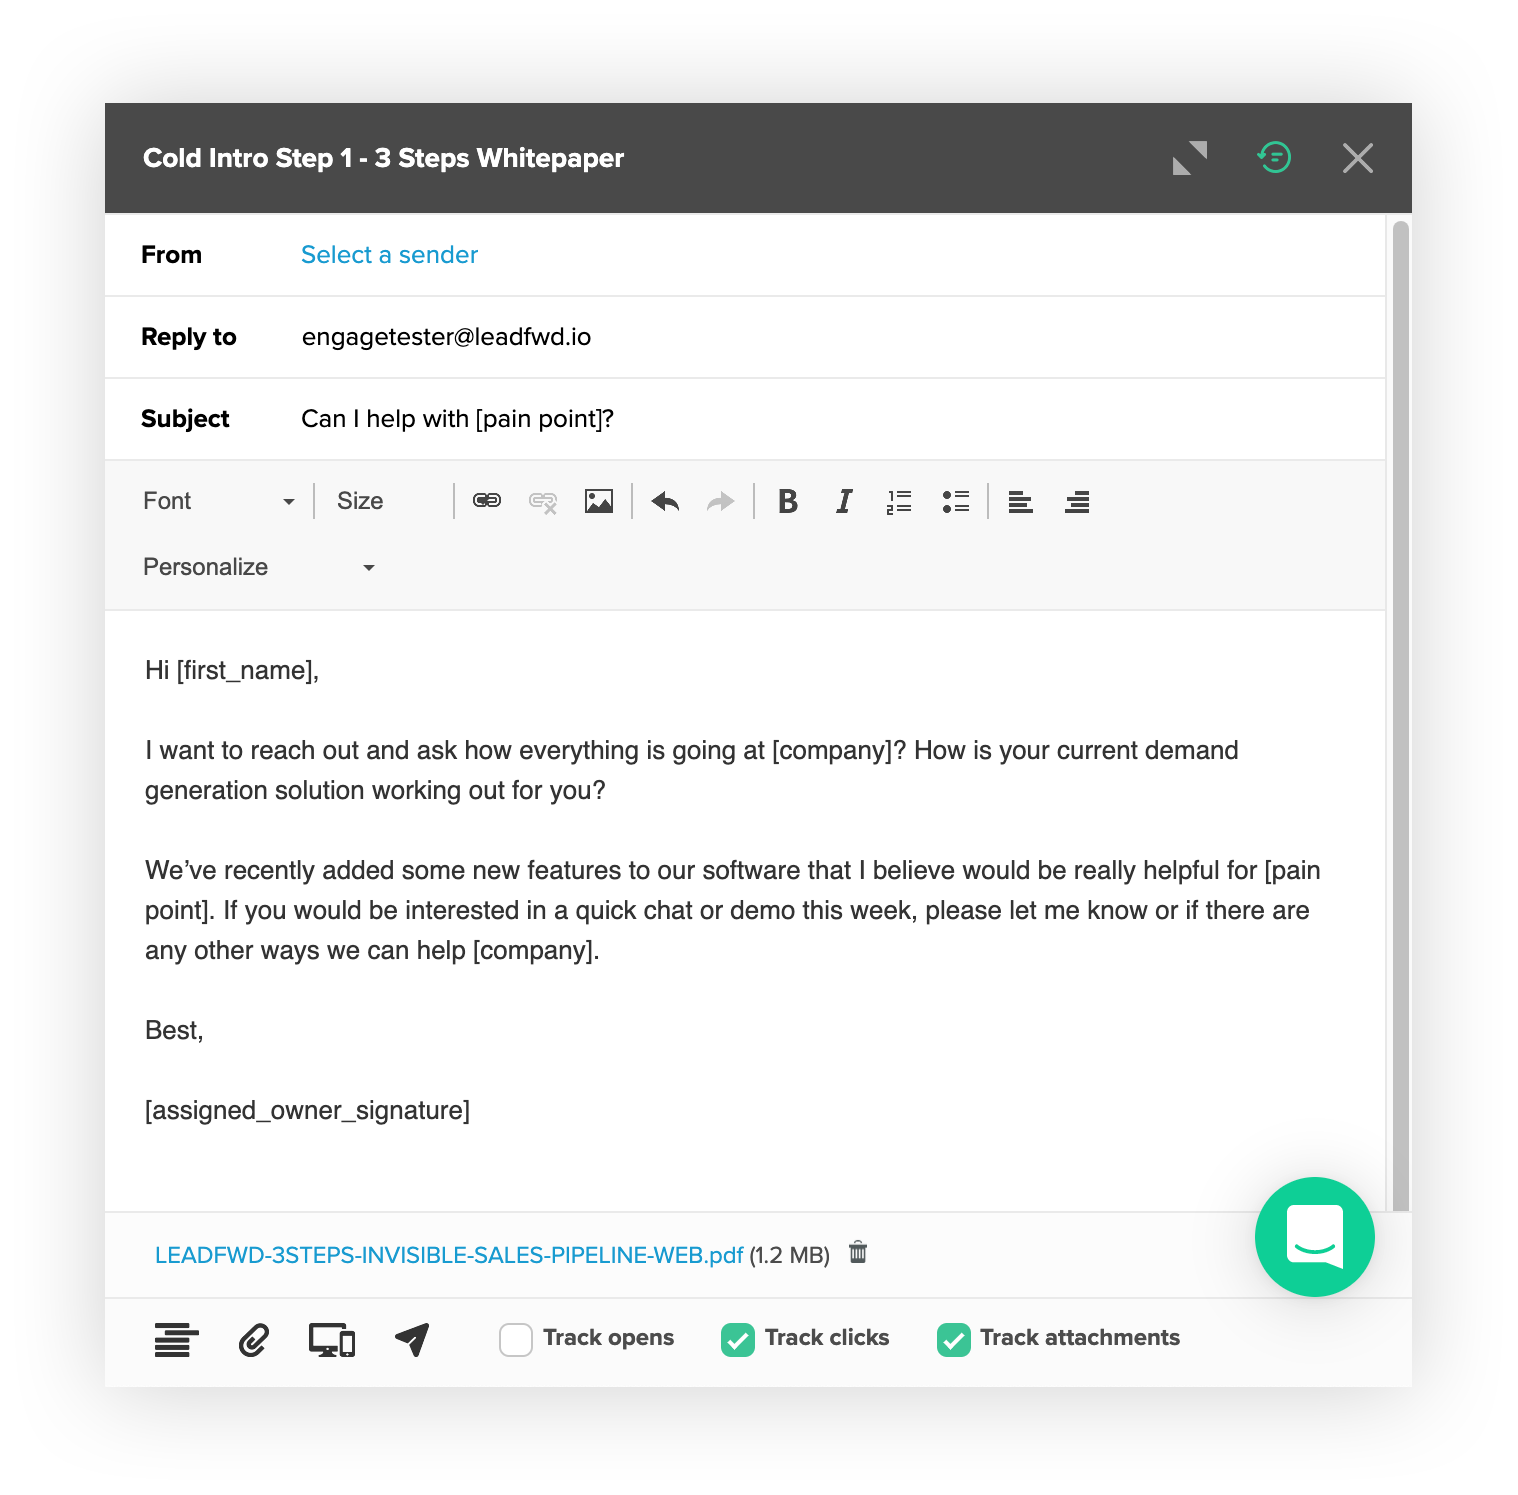 Cold Intro Step 1 - 3 Steps Whitepaper
From Select a sender
Reply to engagetester@leadfwd.io
Subject Can I help with [pain point]?
Font Size B I
Personalize
Hi [first_name],
I want to reach out and ask how everything is going at [company]? How is your current demand
generation solution working out for you?
We’ve recently added some new features to our software that I believe would be really helpful for [pain
point]. If you would be interested in a quick chat or demo this week, please let me know or if there are
any other ways we can help [company].
Best,
[assigned_owner_signature]
LEADFWD-3STEPS-INVISIBLE-SALES-PIPELINE-WEB.pdf (1.2 MB)
Track opens Track clicks Track attachments